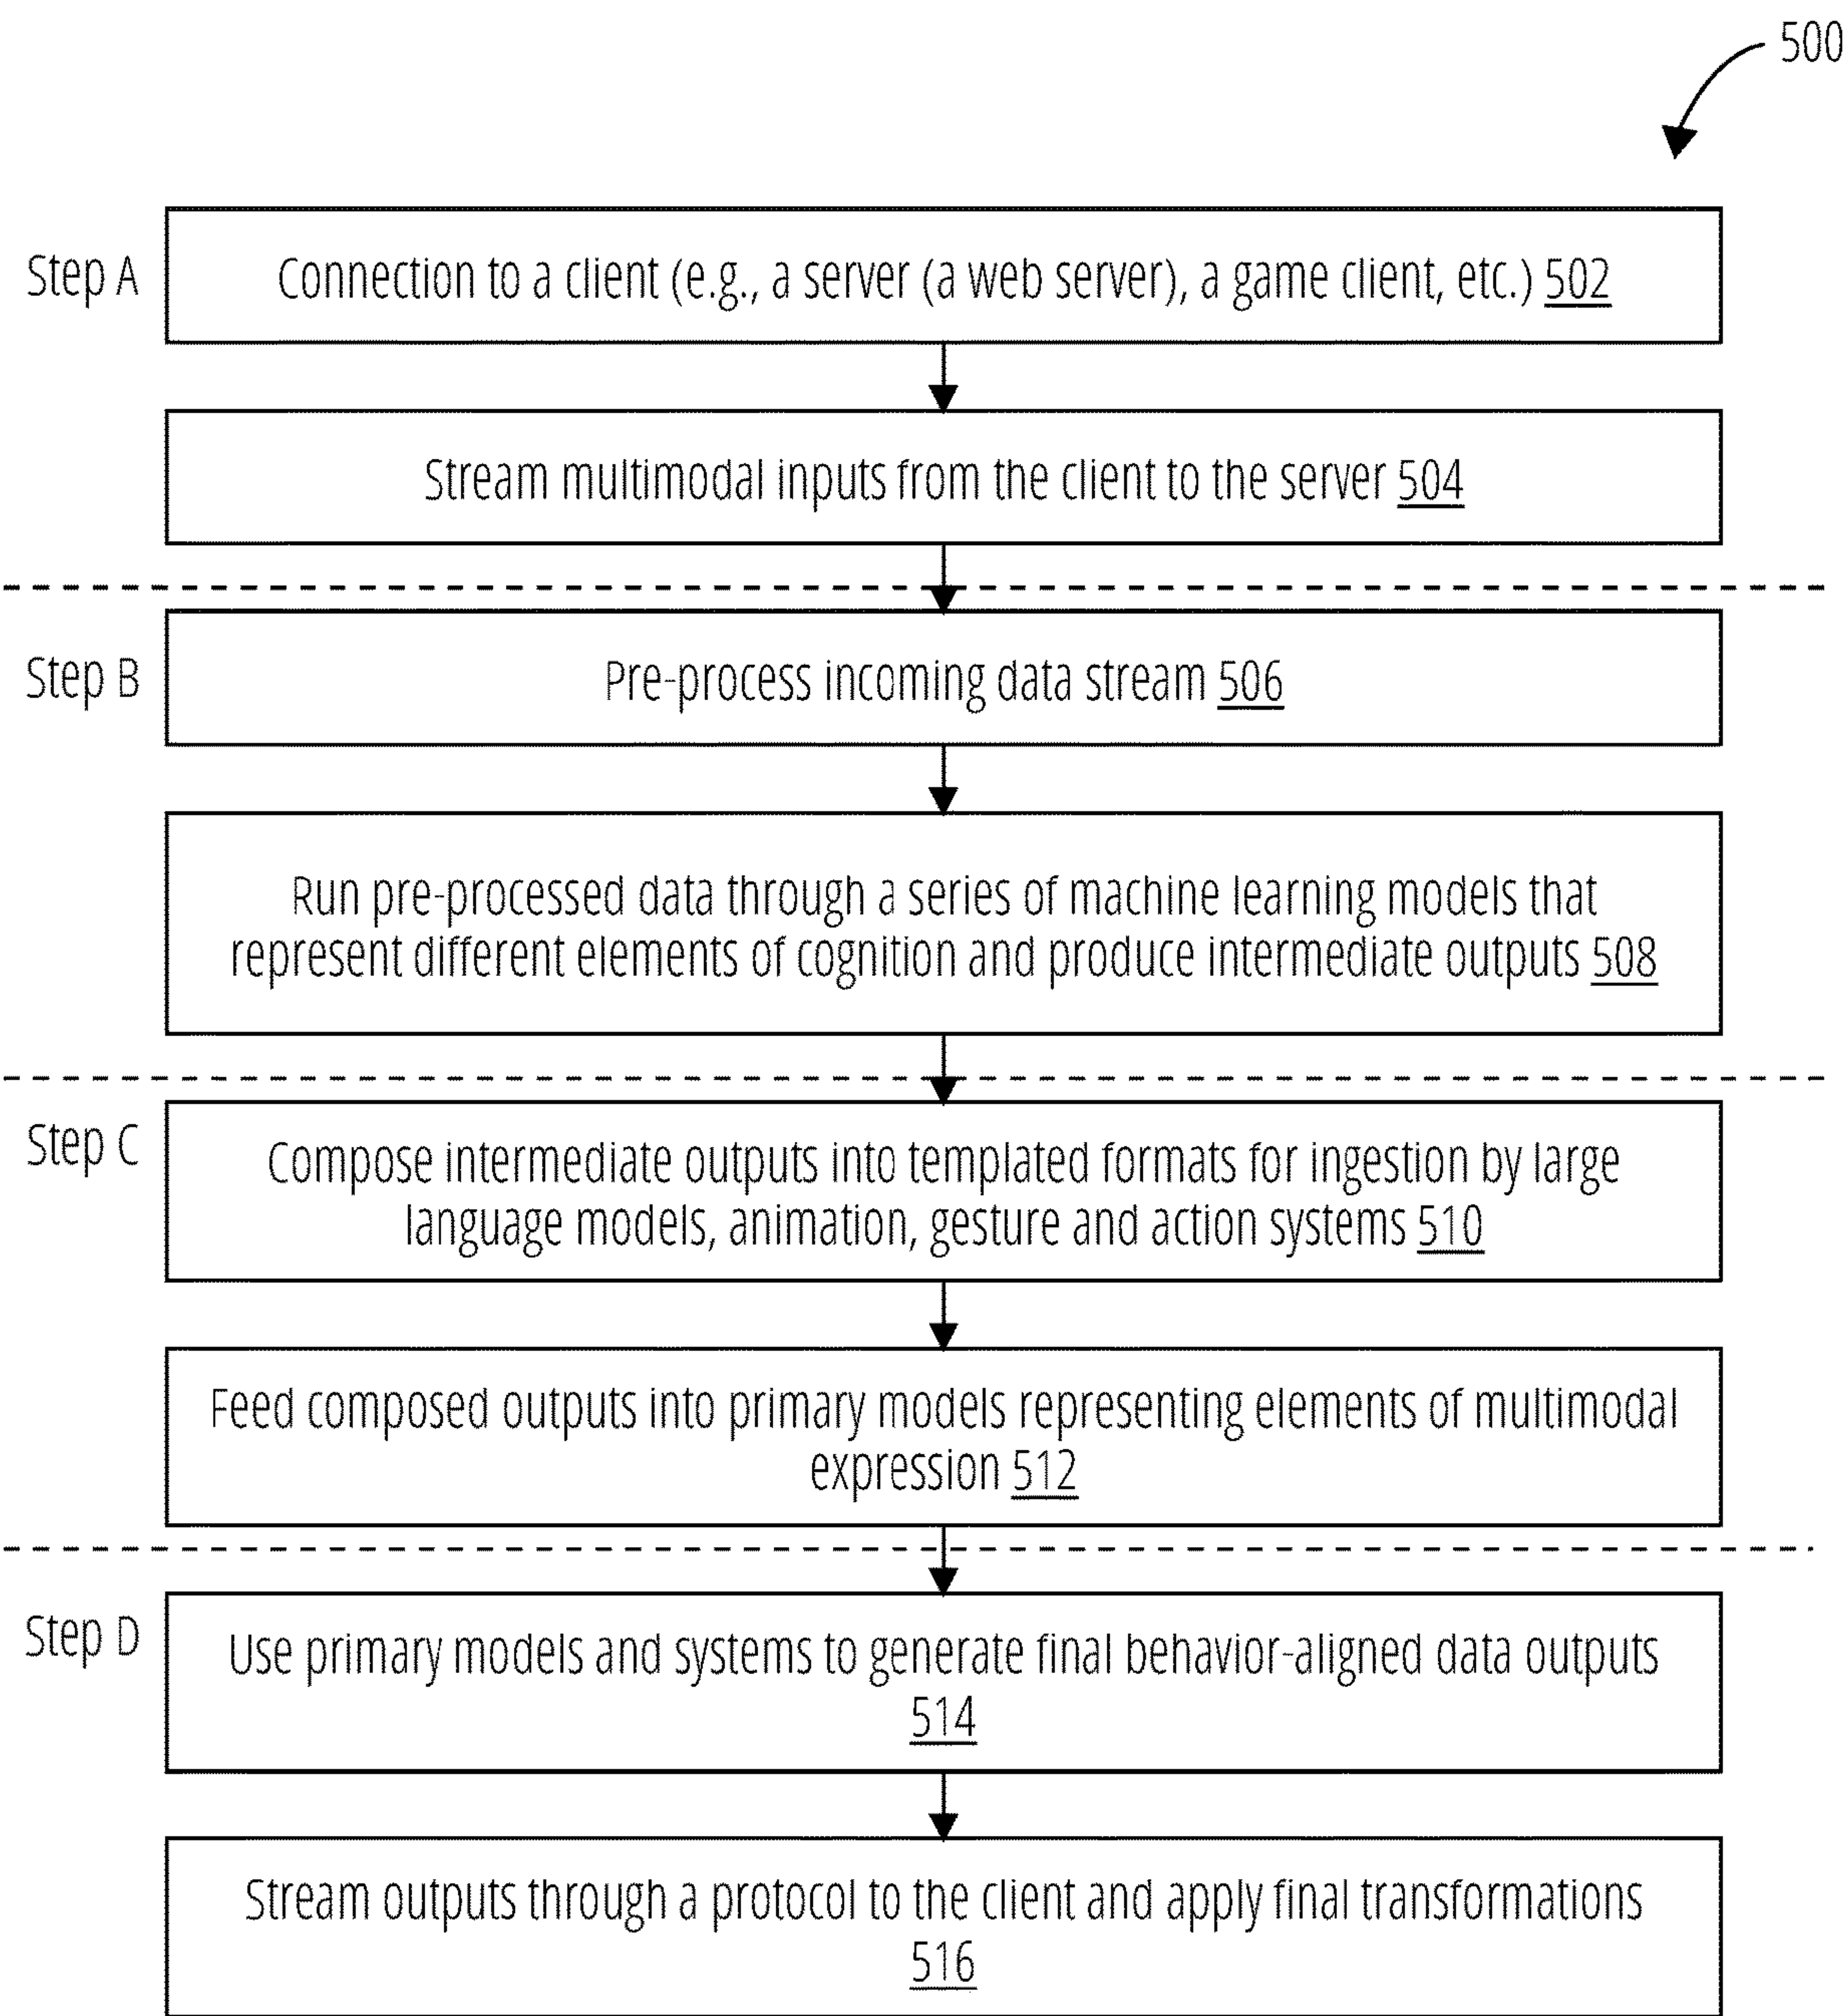 500
Step A
Connection to a client (e.g., a server (a web server), a game client, etc.) 502
Stream multimodal inputs from the client to the server 504
Step B
Pre-process incoming data stream 506
Run pre-processed data through a series of machine learning models that
represent different elements of cognition and produce intermediate outputs 508
Step C
Compose intermediate outputs into templated formats for ingestion by large
language models, animation, gesture and action systems 510
Feed composed outputs into primary models representing elements of multimodal
expression 512
Step D
Use primary models and systems to generate final behavior-aligned data outputs
514
Stream outputs through a protocol to the client and apply final transformations
516